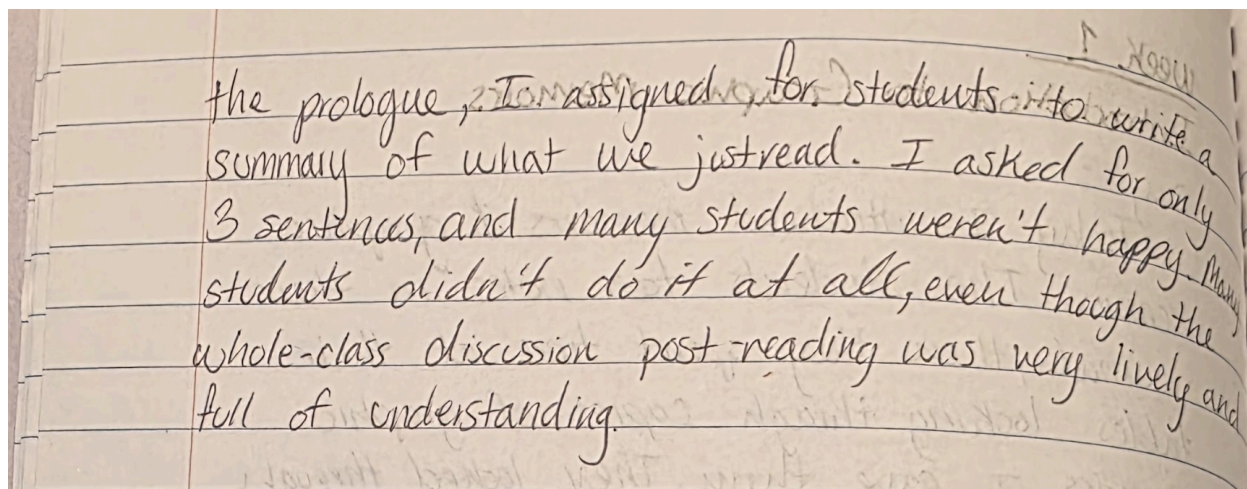 the prologue, I assigned for students to write a
summary of what we just read. I asked for only
3 sentences, and many students weren't happy. Many
students didn't do it at all, even though the
whole-class discussion post-reading was very lively and
full of understanding.